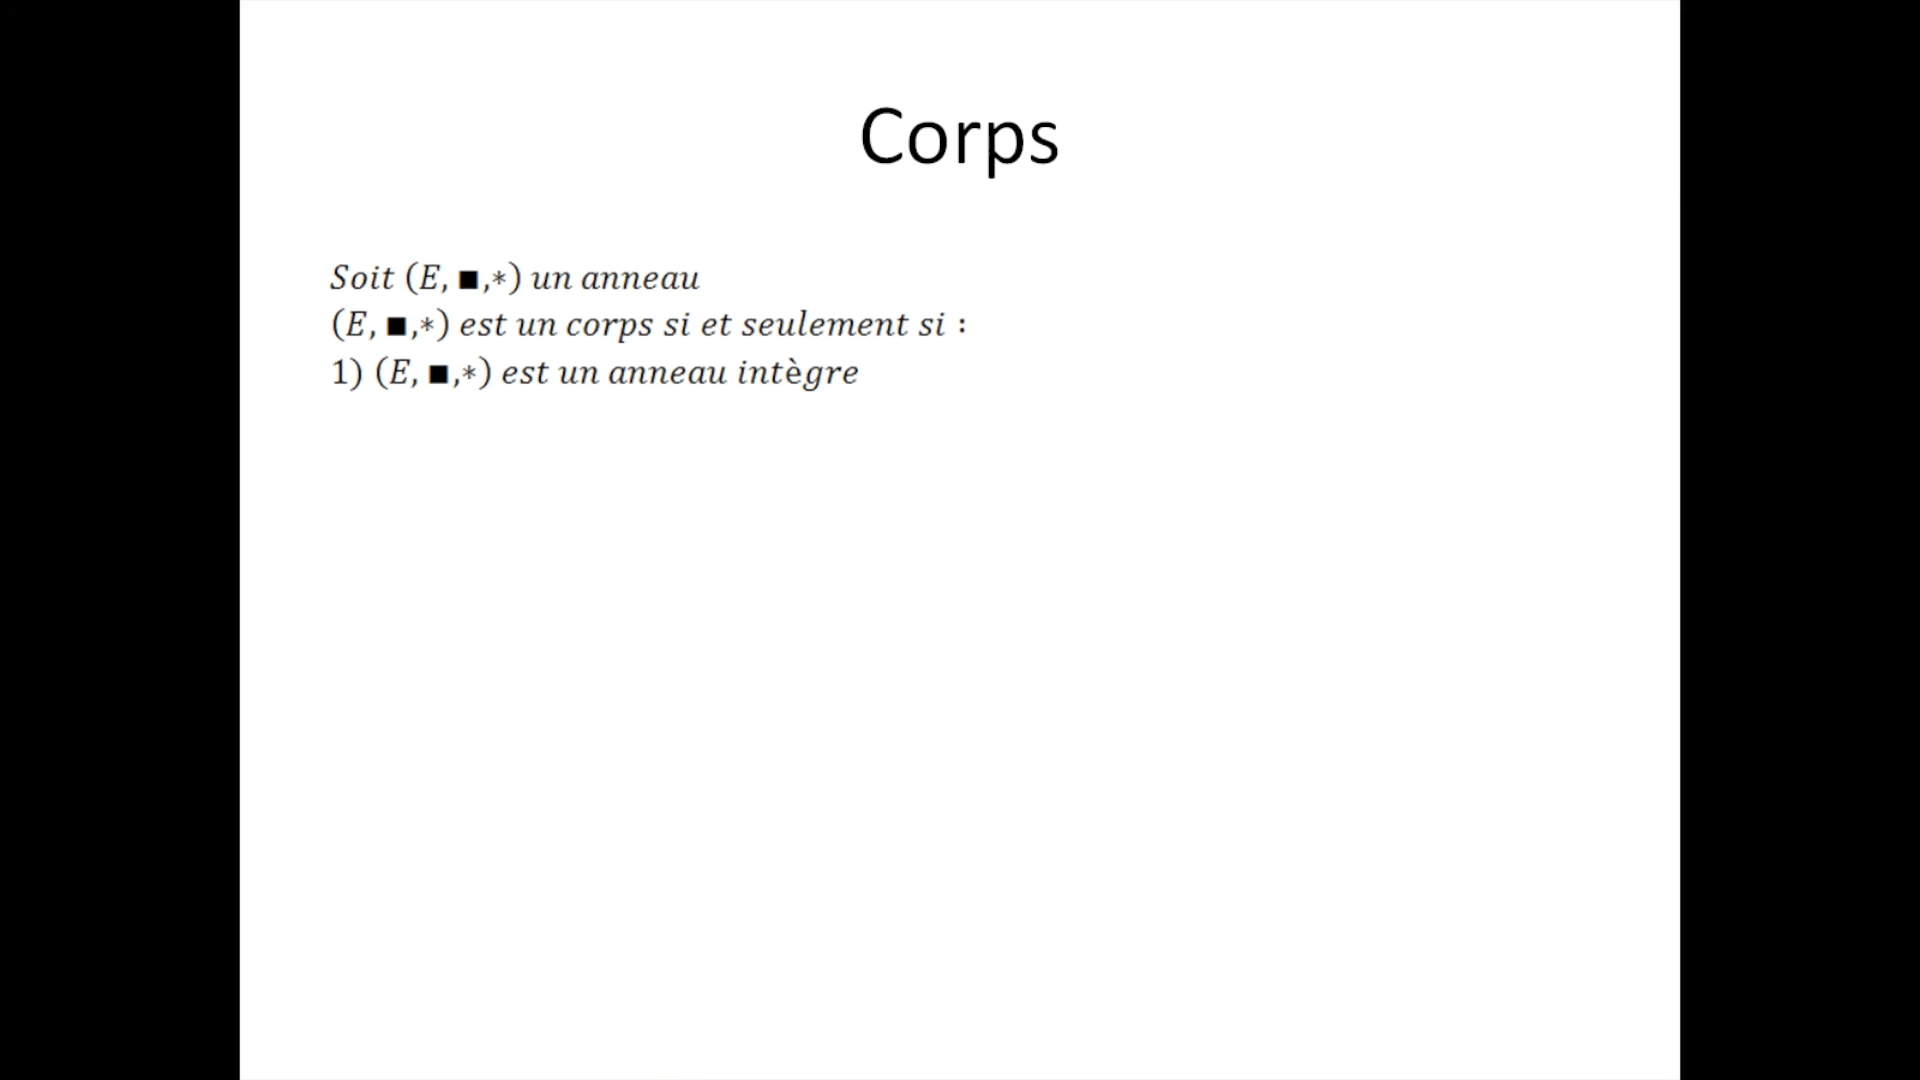 Corps
Soit (E, ■,∗) un anneau
(E, ■,∗) est un corps si et seulement si :
1) (E, ■,∗) est un anneau intègre